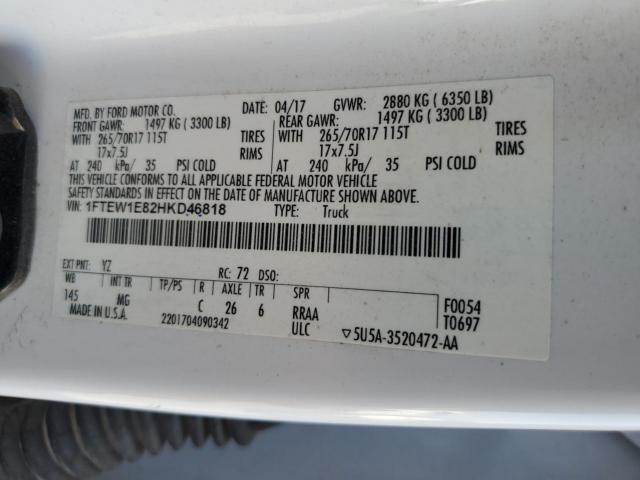 MFD. BY FORD MOTOR CO. DATE: 04/17 GVWR: 2880 KG ( 6350 LB)
FRONT GAWR: 1497 KG ( 3300 LB) REAR GAWR: 1497 KG ( 3300 LB)
WITH 265/70R17 115T TIRES WITH 265/70R17 115T TIRES
17x7.5J RIMS 17x7.5J RIMS
AT 240 kPa/ 35 PSI COLD AT 240 kPa/ 35 PSI COLD
THIS VEHICLE CONFORMS TO ALL APPLICABLE FEDERAL MOTOR VEHICLE
SAFETY STANDARDS IN EFFECT ON THE DATE OF MANUFACTURE SHOWN ABOVE.
VIN: 1FTEW1E82HKD46818 TYPE: Truck
EXT PNT: YZ RC: 72 DSO:
WB INT TR TP/PS R AXLE TR SPR
145 MG C 26 6 RRAA F0054
MADE IN U.S.A. 2201704090342 ULC T0697
▽5U5A-3520472-AA